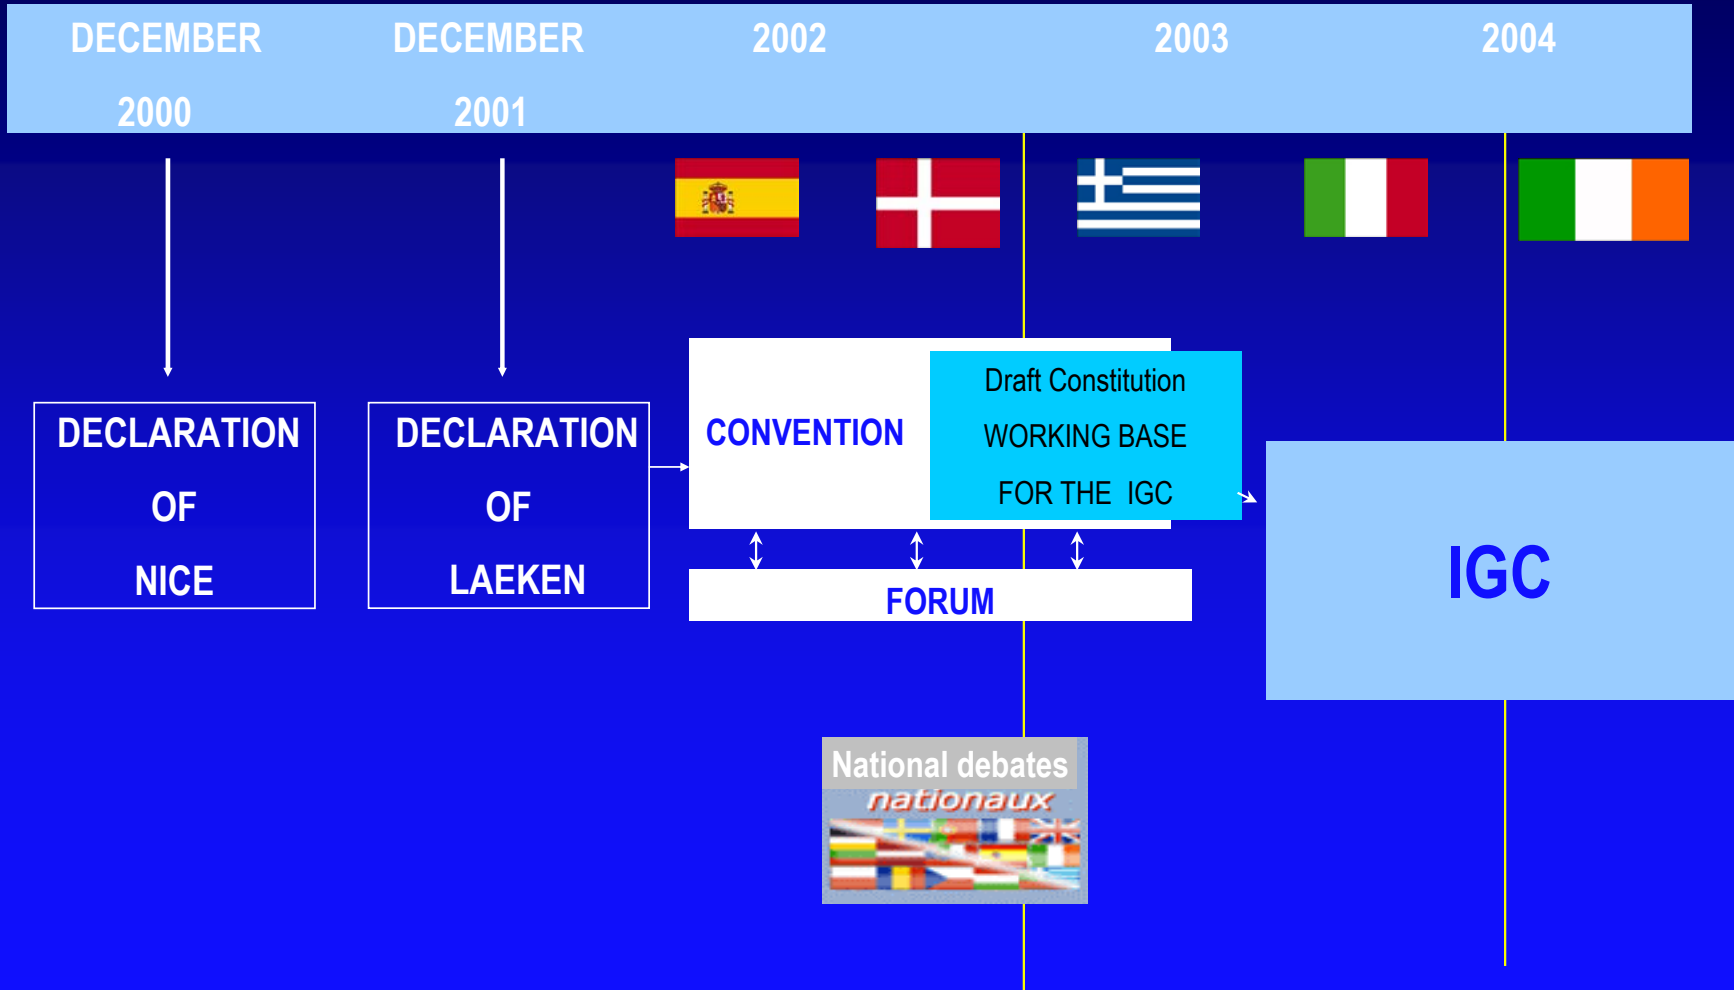 DECEMBER
2000
DECEMBER
2001
2002
2003
2004
DECLARATION
OF
NICE
DECLARATION
OF
LAEKEN
CONVENTION
Draft Constitution
WORKING BASE
FOR THE IGC
FORUM
IGC
National debates
nationaux